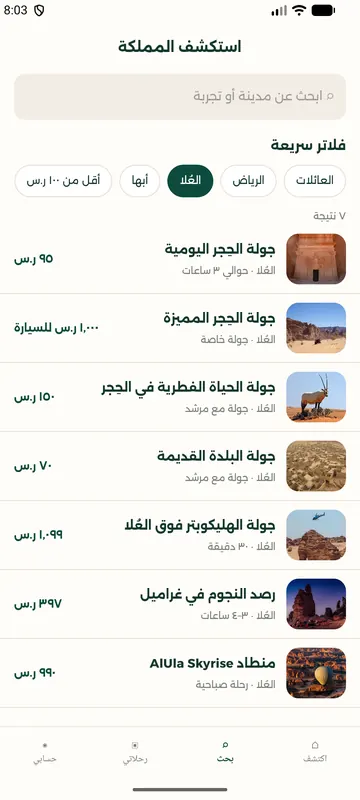 8:03
استكشف المملكة
ابحث عن مدينة أو تجربة
فلاتر سريعة
العائلات
الرياض
العُلا
أبها
أقل من ١٠٠ ر.س
٧ نتيجة
جولة الحِجر اليومية
العُلا · حوالي ٣ ساعات
٩٥ ر.س
جولة الحِجر المميزة
العُلا · جولة خاصة
١,٠٠٠ ر.س للسيارة
جولة الحياة الفطرية في الحِجر
العُلا · جولة مع مرشد
١٥٠ ر.س
جولة البلدة القديمة
العُلا · جولة مع مرشد
٧٠ ر.س
جولة الهليكوبتر فوق العُلا
العُلا · ٣٠ دقيقة
١,٠٩٩ ر.س
رصد النجوم في غراميل
العُلا · ٣-٤ ساعات
٣٩٧ ر.س
منطاد AlUla Skyrise
العُلا · رحلة صباحية
٩٩٠ ر.س
اكتشف
بحث
رحلاتي
حسابي